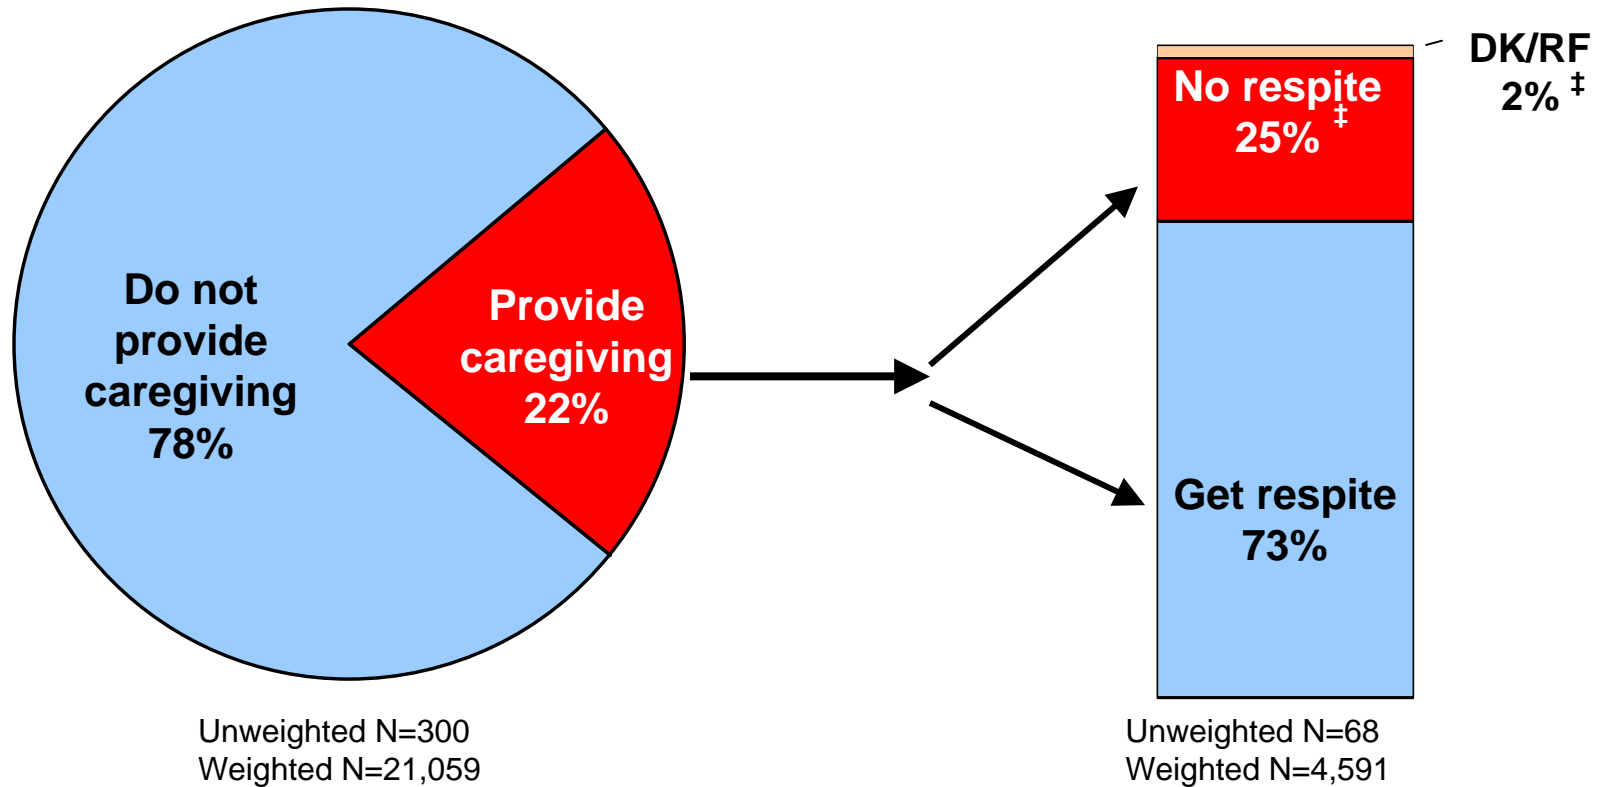 Do not
provide
caregiving
78%
Provide
caregiving
22%
Unweighted N=300
Weighted N=21,059
DK/RF
2% ‡
No respite
25% ‡
Get respite
73%
Unweighted N=68
Weighted N=4,591